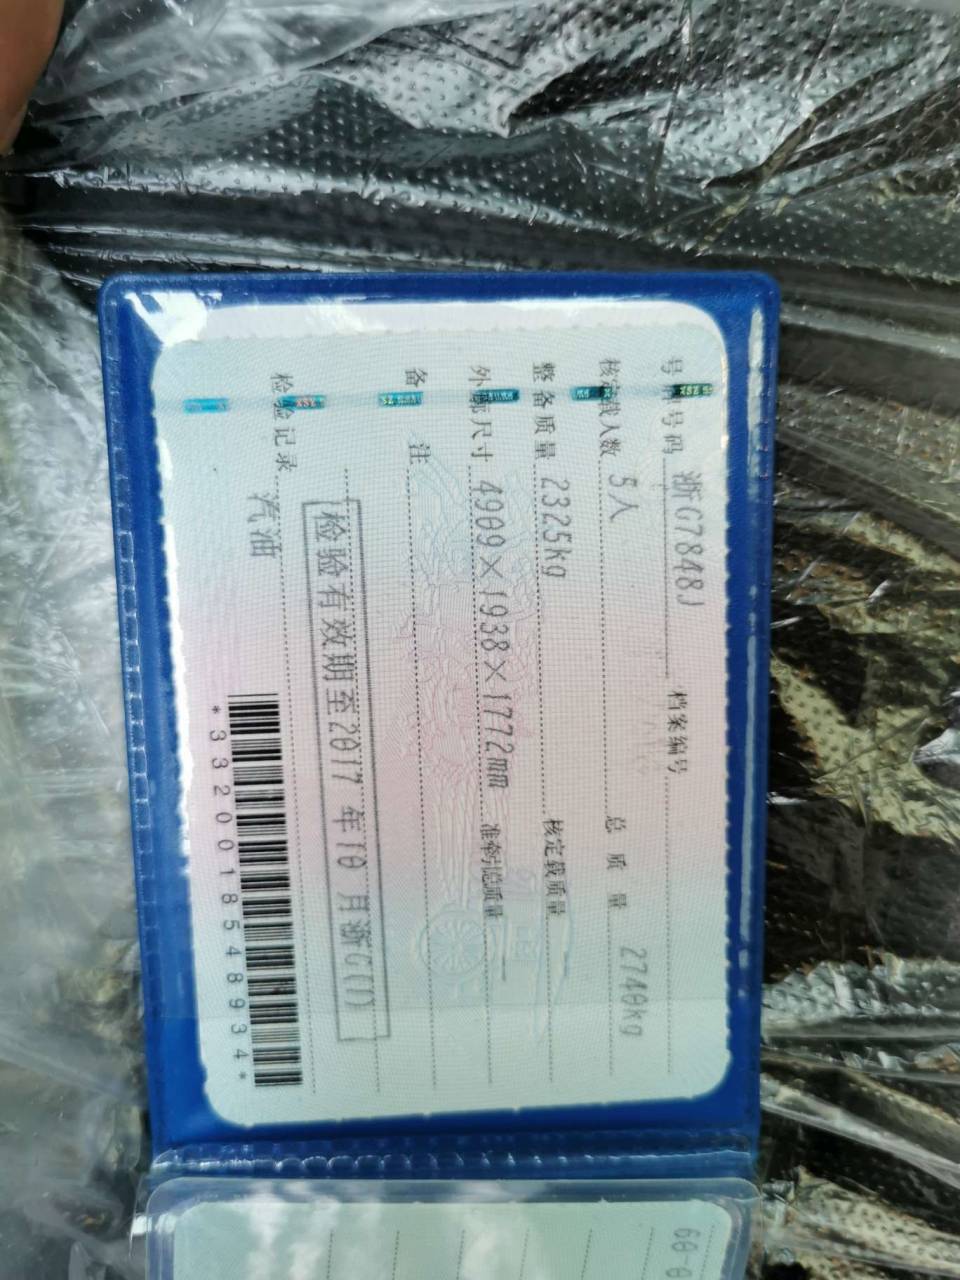 号牌号码 浙G7848J 档案编号
核定载人数 5人 总质量 2740kg
整备质量 2325kg 核定载质量
外廓尺寸 4909×1938×1772mm 准牵引总质量
备注
检验有效期至2017年10月浙G(1)
检验记录 汽油
*3320018548934*